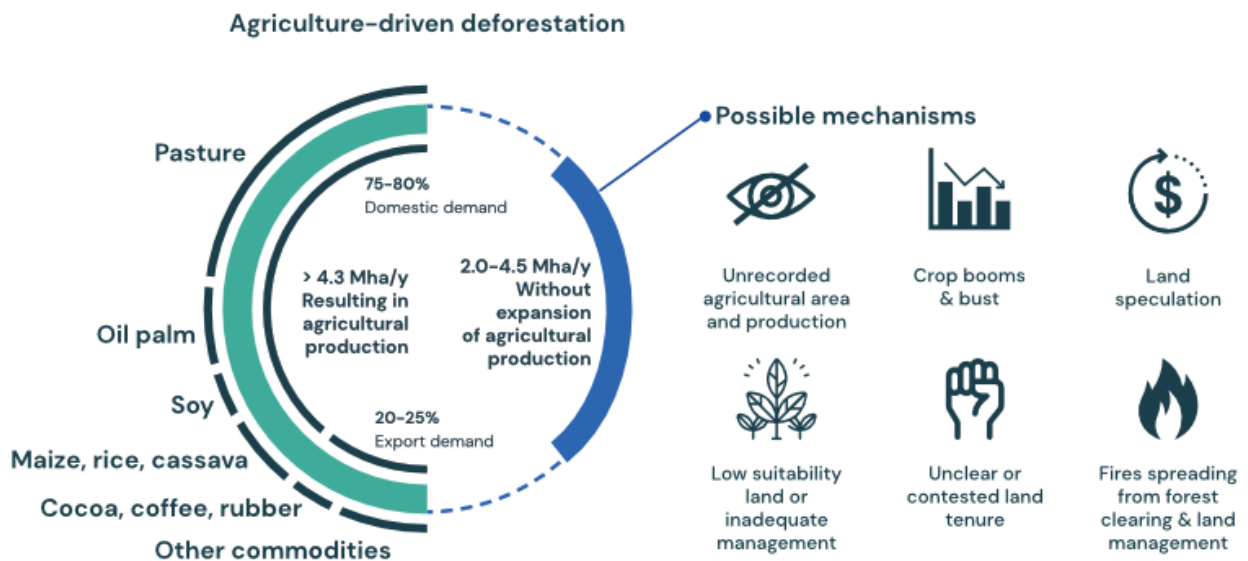 Agriculture-driven deforestation
Pasture
Oil palm
Soy
Maize, rice, cassava
Cocoa, coffee, rubber
Other commodities
75-80%
Domestic demand
> 4.3 Mha/y
Resulting in
agricultural
production
20-25%
Export demand
2.0-4.5 Mha/y
Without
expansion
of agricultural
production
Possible mechanisms
Unrecorded
agricultural area
and production
Crop booms
& bust
$
Land
speculation
Low suitability
land or
inadequate
management
Unclear or
contested land
tenure
Fires spreading
from forest
clearing & land
management